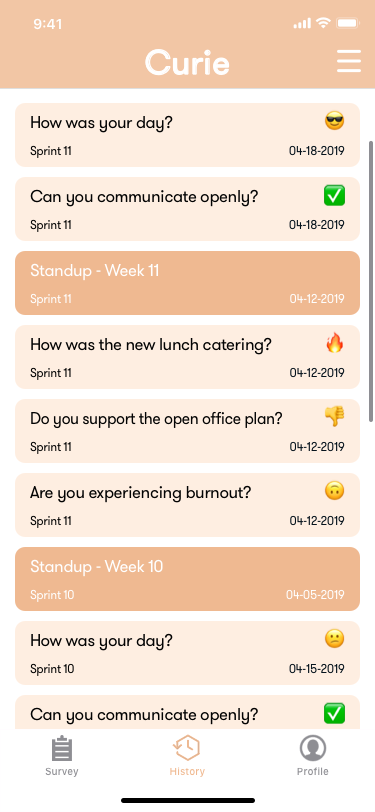 9:41
Curie
How was your day? 😎
Sprint 11 04-18-2019
Can you communicate openly? ✅
Sprint 11 04-18-2019
Standup - Week 11
Sprint 11 04-12-2019
How was the new lunch catering? 🔥
Sprint 11 04-12-2019
Do you support the open office plan? 👎
Sprint 11 04-12-2019
Are you experiencing burnout? 🙃
Sprint 11 04-12-2019
Standup - Week 10
Sprint 10 04-05-2019
How was your day? 😕
Sprint 10 04-15-2019
Can you communicate openly? ✅
Survey History Profile